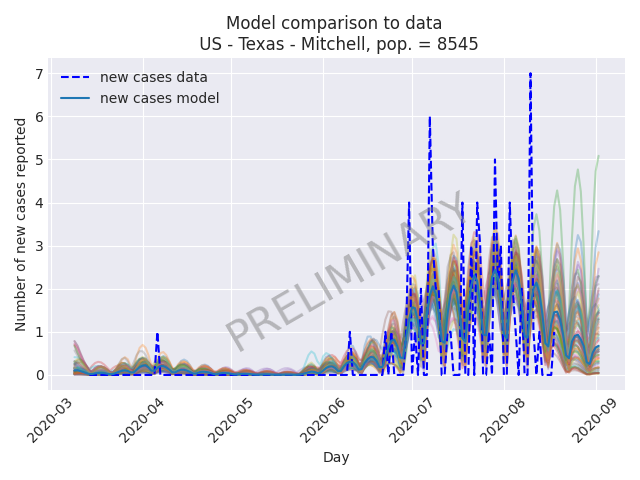 Model comparison to data
US - Texas - Mitchell, pop. = 8545
new cases data
new cases model
Number of new cases reported
7
6
5
4
3
2
1
0
PRELIMINARY
2020-03
2020-04
2020-05
2020-06
2020-07
2020-08
2020-09
Day